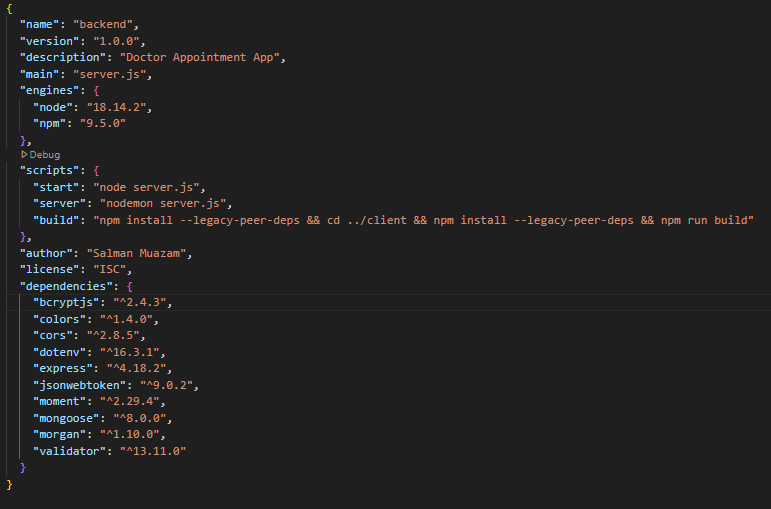 {
"name": "backend",
"version": "1.0.0",
"description": "Doctor Appointment App",
"main": "server.js",
"engines": {
"node": "18.14.2",
"npm": "9.5.0"
},
Debug
"scripts": {
"start": "node server.js",
"server": "nodemon server.js",
"build": "npm install --legacy-peer-deps && cd ../client && npm install --legacy-peer-deps && npm run build"
},
"author": "Salman Muazam",
"license": "ISC",
"dependencies": {
"bcryptjs": "^2.4.3",
"colors": "^1.4.0",
"cors": "^2.8.5",
"dotenv": "^16.3.1",
"express": "^4.18.2",
"jsonwebtoken": "^9.0.2",
"moment": "^2.29.4",
"mongoose": "^8.0.0",
"morgan": "^1.10.0",
"validator": "^13.11.0"
}
}